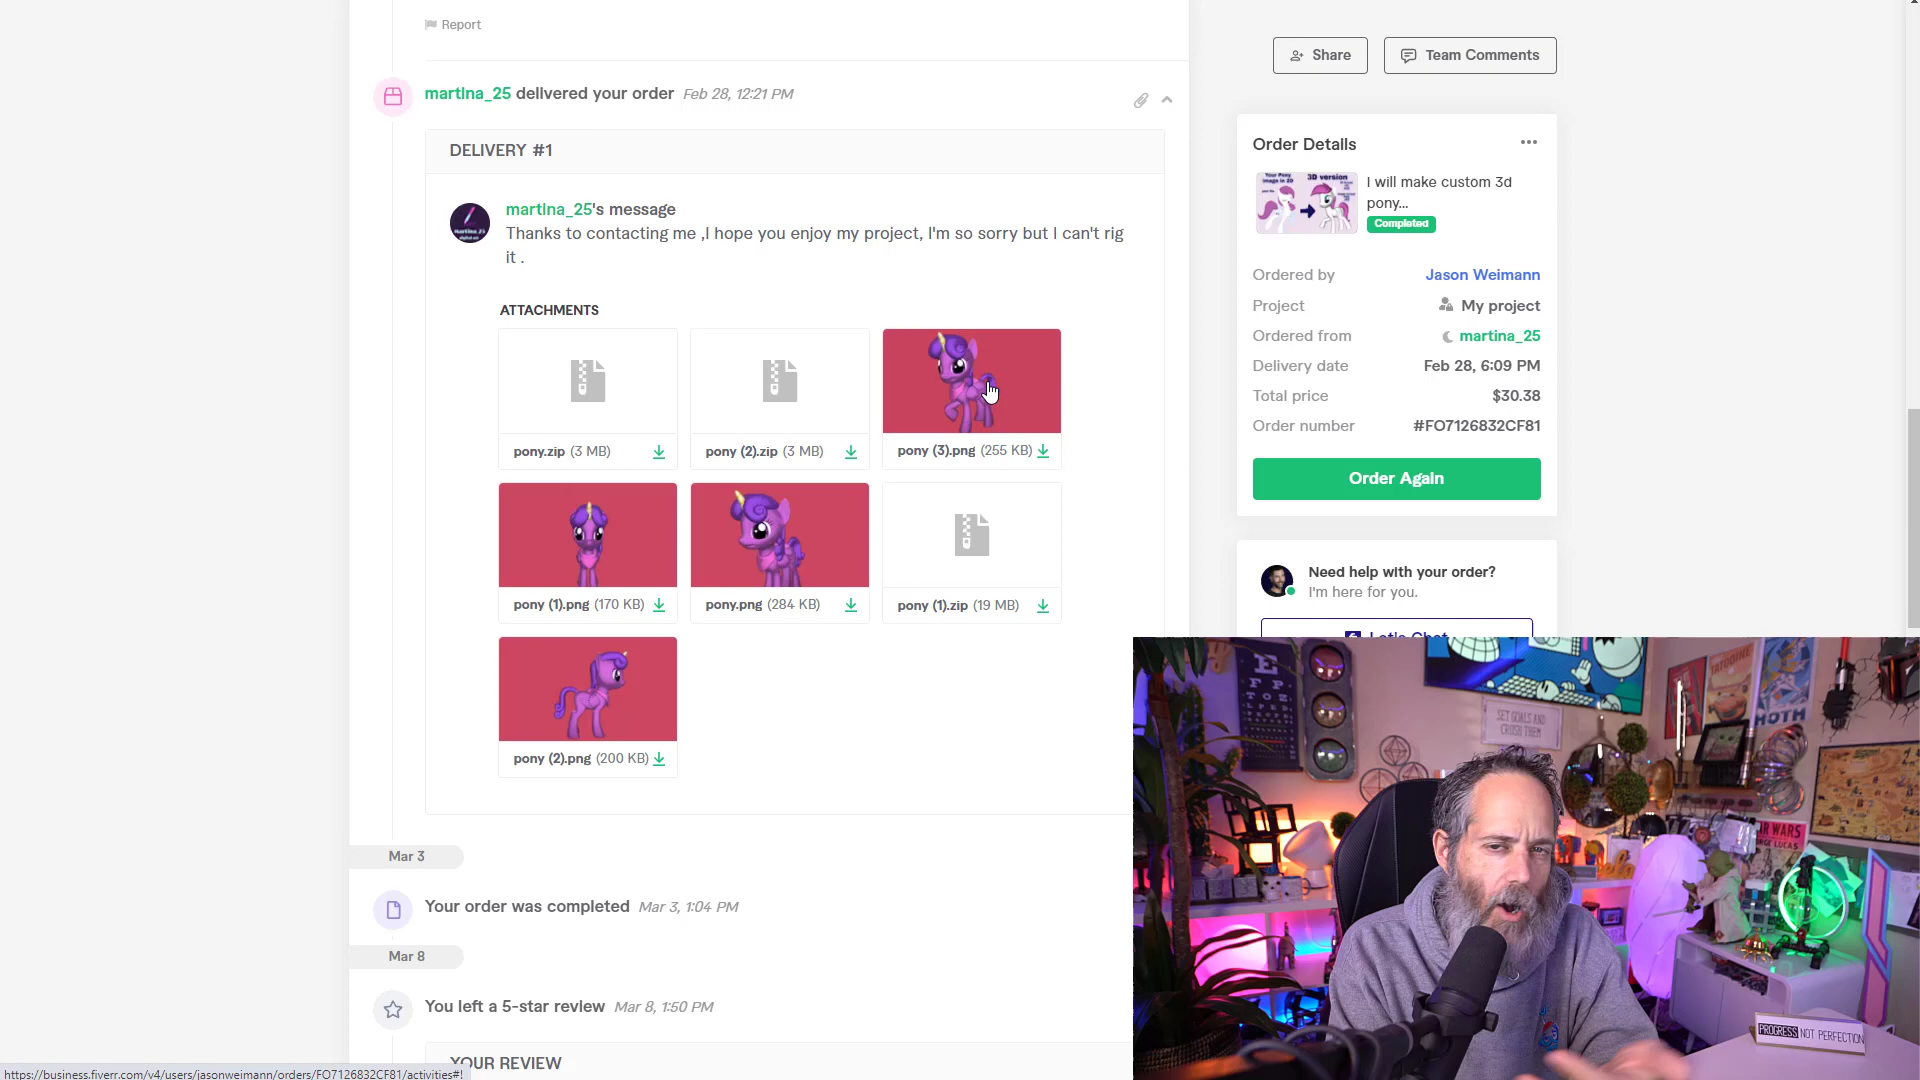 Report
Share
Team Comments
martina_25 delivered your order Feb 28, 12:21 PM
DELIVERY #1
martina_25's message
Thanks to contacting me ,I hope you enjoy my project, I'm so sorry but I can't rig
it .
ATTACHMENTS
pony.zip (3 MB)
pony (2).zip (3 MB)
pony (3).png (255 KB)
pony (1).png (170 KB)
pony.png (284 KB)
pony (1).zip (19 MB)
pony (2).png (200 KB)
Mar 3
Your order was completed Mar 3, 1:04 PM
Mar 8
You left a 5-star review Mar 8, 1:50 PM
YOUR REVIEW
https://business.fiverr.com/v4/users/jasonweimann/orders/FO7126832CF81/activities#!
Order Details
3D version
I will make custom 3d
pony...
Completed
Ordered by Jason Weimann
Project My project
Ordered from martina_25
Delivery date Feb 28, 6:09 PM
Total price $30.38
Order number #FO7126832CF81
Order Again
Need help with your order?
I'm here for you.
Let's Chat
SET GOALS AND
CRUSH THEM
TATOOINE
HOTH
PROGRESS NOT PERFECTION